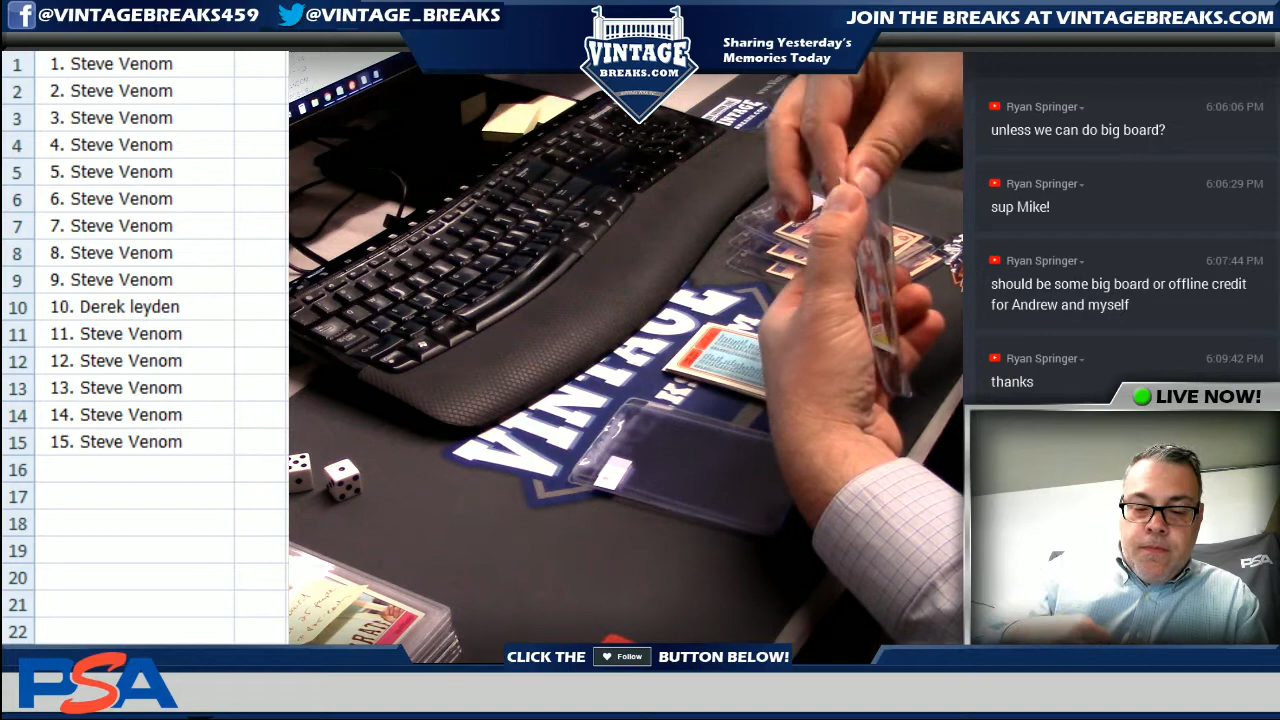 @VINTAGEBREAKS459
@VINTAGE_BREAKS
VINTAGE
BREAKS.COM
Sharing Yesterday's
Memories Today
JOIN THE BREAKS AT VINTAGEBREAKS.COM
1 1. Steve Venom
2 2. Steve Venom
3 3. Steve Venom
4 4. Steve Venom
5 5. Steve Venom
6 6. Steve Venom
7 7. Steve Venom
8 8. Steve Venom
9 9. Steve Venom
10 10. Derek leyden
11 11. Steve Venom
12 12. Steve Venom
13 13. Steve Venom
14 14. Steve Venom
15 15. Steve Venom
16
17
18
19
20
21
22
VINTAGE
Ryan Springer 6:06:06 PM
unless we can do big board?
Ryan Springer 6:06:29 PM
sup Mike!
Ryan Springer 6:07:44 PM
should be some big board or offline credit
for Andrew and myself
Ryan Springer 6:09:42 PM
thanks
LIVE NOW!
PSA
CLICK THE Follow BUTTON BELOW!
PSA